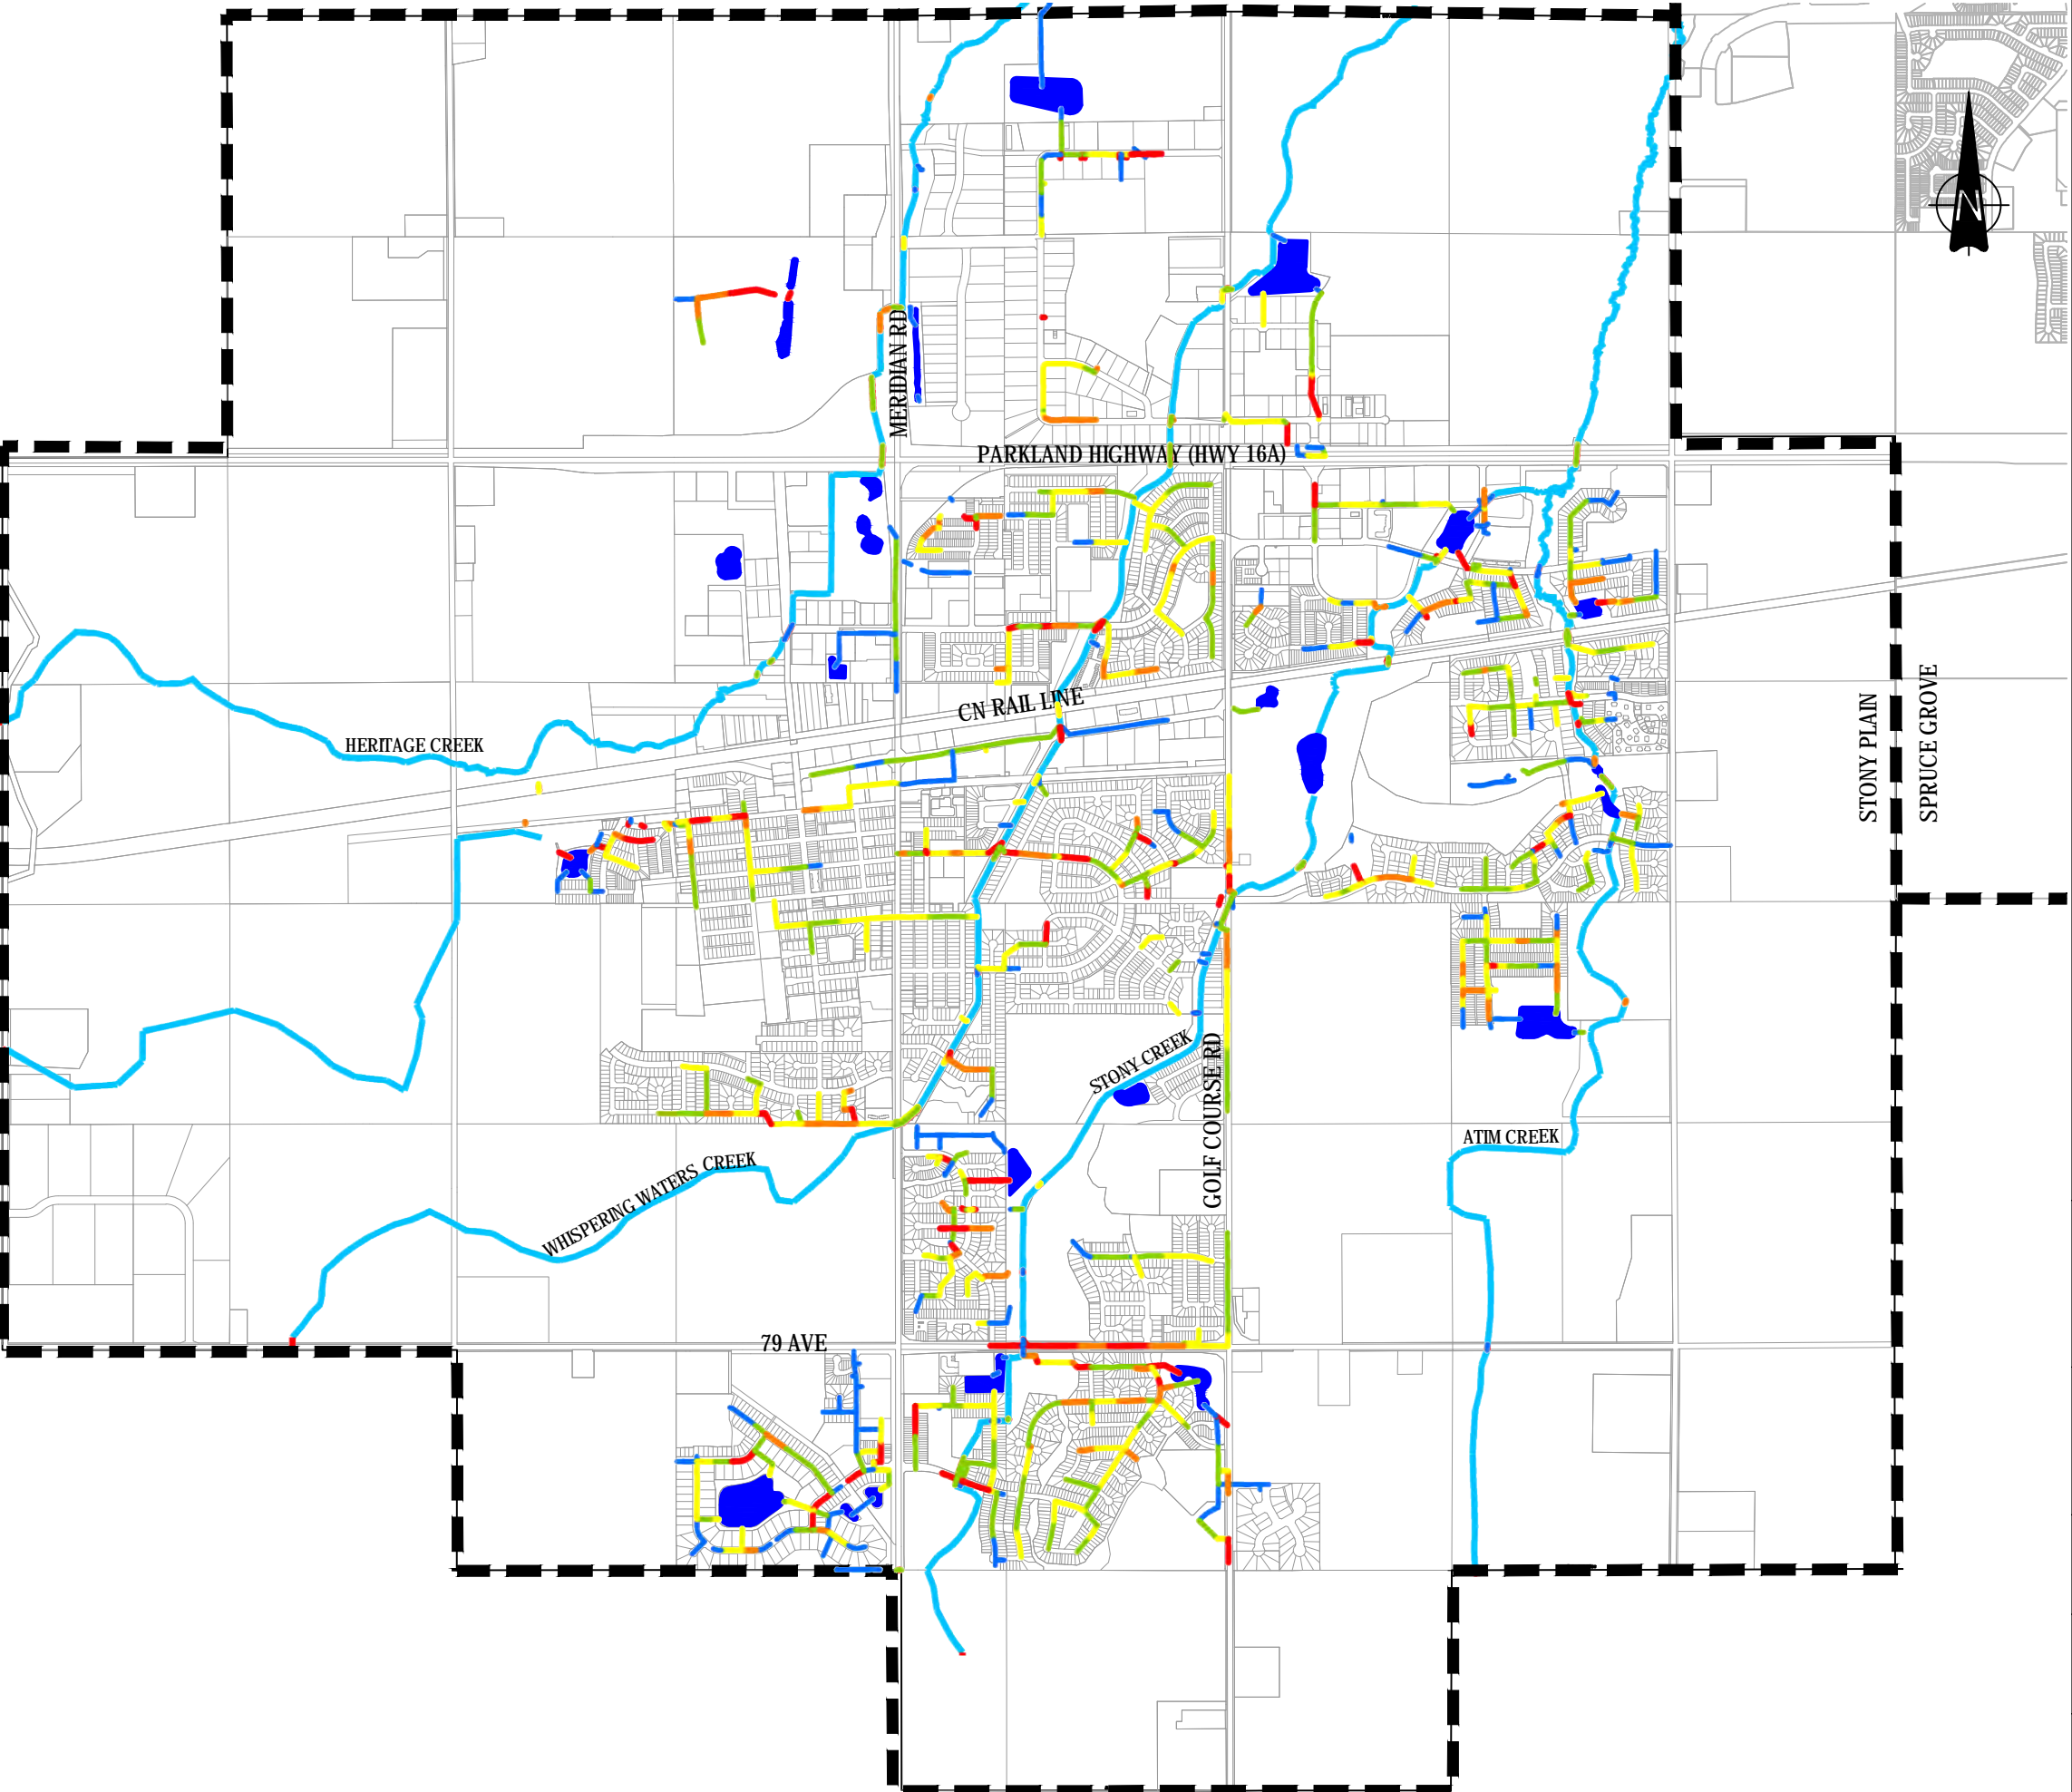 N
MERIDIAN RD
PARKLAND HIGHWAY (HWY 16A)
CN RAIL LINE
HERITAGE CREEK
STONY PLAIN
SPRUCE GROVE
STONY CREEK
GOLF COURSE RD
ATIM CREEK
WHISPERING WATERS CREEK
79 AVE